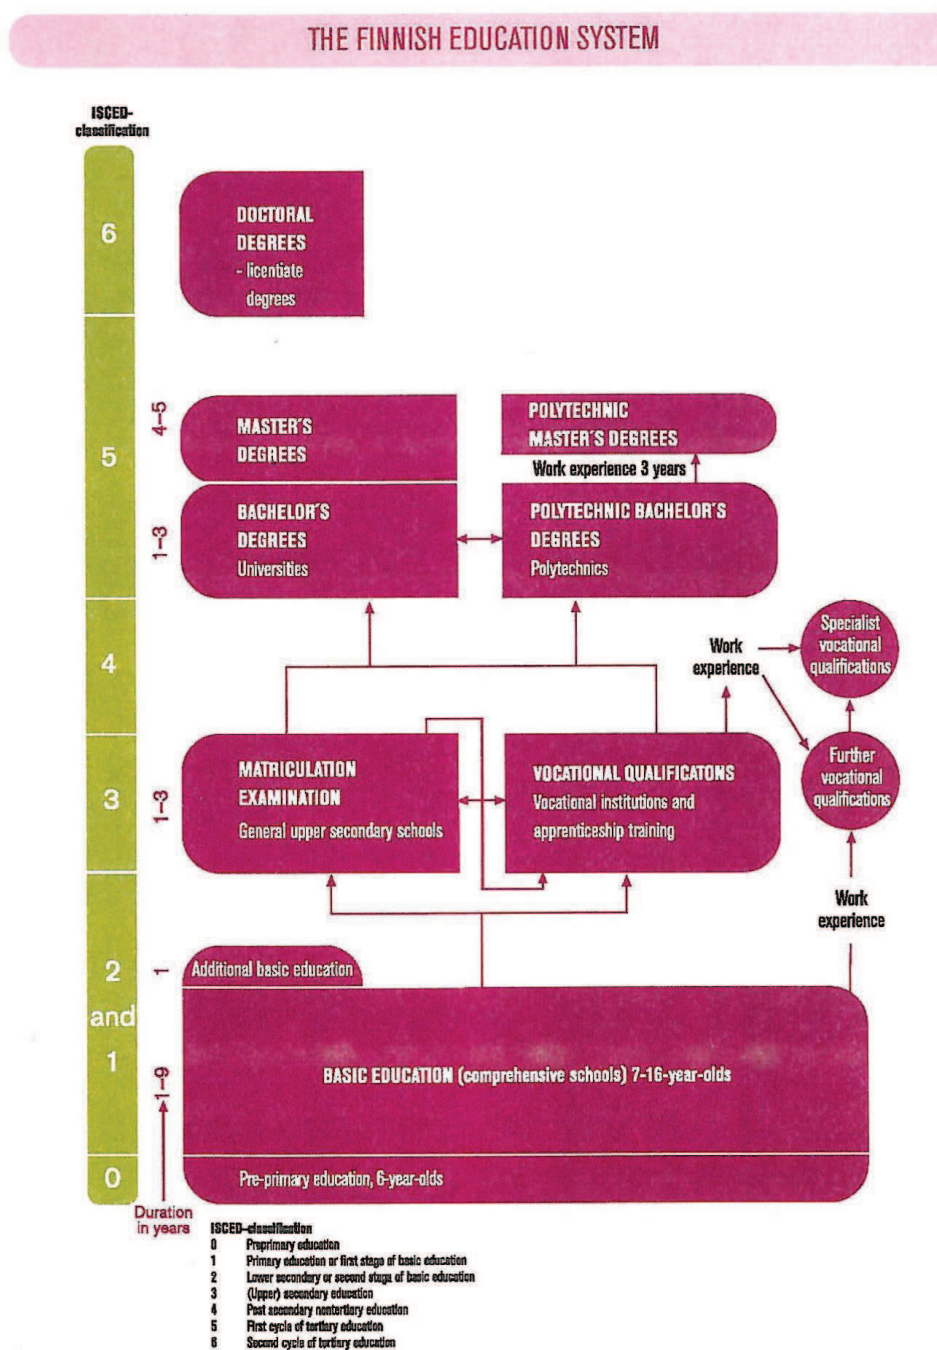 THE FINNISH EDUCATION SYSTEM
ISCED-
classification
6
DOCTORAL
DEGREES
- licentiate
degrees
5
4–5
MASTER´S
DEGREES
POLYTECHNIC
MASTER´S DEGREES
Work experience 3 years
1–3
BACHELOR´S
DEGREES
Universities
POLYTECHNIC BACHELOR´S
DEGREES
Polytechnics
4
Work
experience
Specialist
vocational
qualifications
3
1–3
MATRICULATION
EXAMINATION
General upper secondary schools
VOCATIONAL QUALIFICATONS
Vocational institutions and
apprenticeship training
Further
vocational
qualifications
Work
experience
2
and
1
1
Additional basic education
1–9
BASIC EDUCATION (comprehensive schools) 7-16-year-olds
0
Pre-primary education, 6-year-olds
Duration
in years
ISCED-classification
0 Preprimary education
1 Primary education or first stage of basic education
2 Lower secondary or second stage of basic education
3 (Upper) secondary education
4 Post secondary nontertiary education
5 First cycle of tertiary education
6 Second cycle of tertiary education